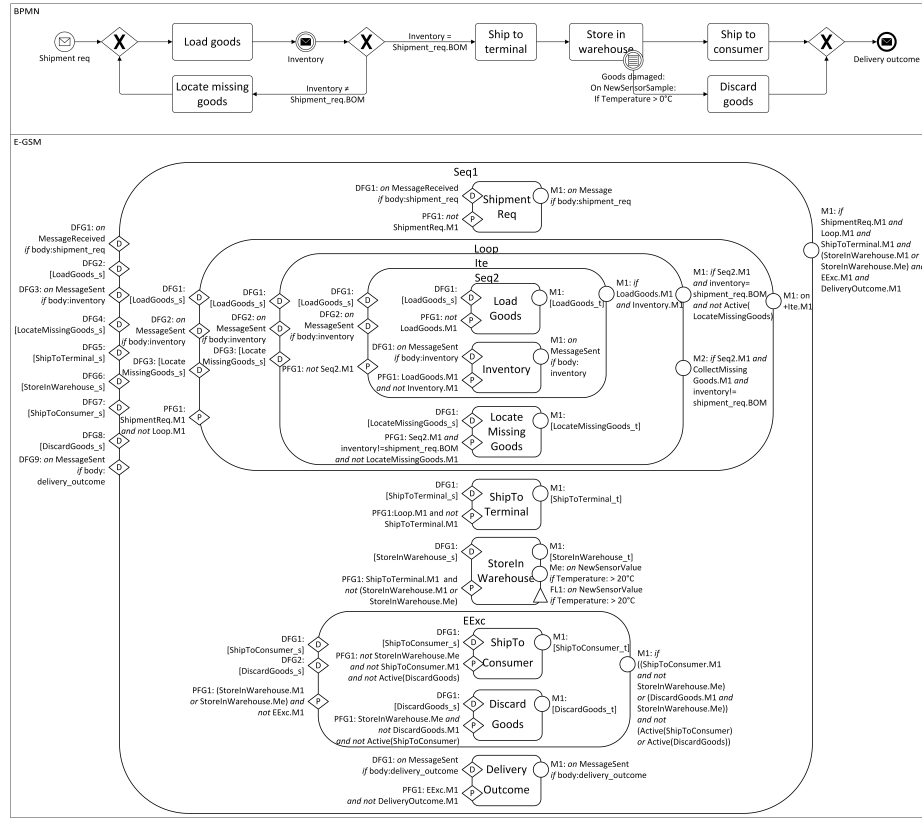 BPMN
Shipment req
X
Load goods
Inventory
X
Inventory =
Shipment_req.BOM
Ship to
terminal
Store in
warehouse
Ship to
consumer
X
Delivery outcome
Locate missing
goods
Inventory ≠
Shipment_req.BOM
Goods damaged:
On NewSensorSample:
If Temperature > 0°C
Discard
goods
E-GSM
Seq1
DFG1: on
MessageReceived
if body:shipment_req
D
DFG2:
[LoadGoods_s]
D
DFG3: on MessageSent
if body:inventory
D
DFG4:
[LocateMissingGoods_s]
D
DFG5:
[ShipToTerminal_s]
D
DFG6:
[StoreInWarehouse_s]
D
DFG7:
[ShipToConsumer_s]
D
DFG8:
[DiscardGoods_s]
D
DFG9: on MessageSent
if body:
delivery_outcome
D
M1: if
ShipmentReq.M1 and
Loop.M1 and
ShipToTerminal.M1 and
(StoreInWarehouse.M1 or
StoreInWarehouse.Me) and
EExc.M1 and
DeliveryOutcome.M1
DFG1: on MessageReceived
if body:shipment_req
D
PFG1: not
ShipmentReq.M1
P
Shipment
Req
M1: on Message
if body:shipment_req
Loop
DFG1:
[LoadGoods_s]
D
DFG2: on
MessageSent
if body:inventory
D
DFG3: [Locate
MissingGoods_s]
D
PFG1:
ShipmentReq.M1
and not Loop.M1
P
M1: on
+Ite.M1
Ite
DFG1:
[LoadGoods_s]
D
DFG2: on
MessageSent
if body:inventory
D
DFG3: [Locate
MissingGoods_s]
D
M1: if Seq2.M1
and inventory=
shipment_req.BOM
and not Active(
LocateMissingGoods)
M2: if Seq2.M1 and
CollectMissing
Goods.M1 and
inventory!=
shipment_req.BOM
Seq2
DFG1:
[LoadGoods_s]
D
DFG2: on
MessageSent
if body:inventory
D
PFG1: not Seq2.M1
P
M1: if
LoadGoods.M1
and Inventory.M1
DFG1:
[LoadGoods_s]
D
PFG1: not
LoadGoods.M1
P
Load
Goods
M1:
[LoadGoods_t]
DFG1: on MessageSent
if body:inventory
D
PFG1: LoadGoods.M1
and not Inventory.M1
P
Inventory
M1: on
MessageSent
if body:
inventory
DFG1:
[LocateMissingGoods_s]
D
PFG1: Seq2.M1 and
inventory!=shipment_req.BOM
and not LocateMissingGoods.M1
P
Locate
Missing
Goods
M1:
[LocateMissingGoods_t]
DFG1:
[ShipToTerminal_s]
D
PFG1:Loop.M1 and not
ShipToTerminal.M1
P
ShipTo
Terminal
M1:
[ShipToTerminal_t]
DFG1:
[StoreInWarehouse_s]
D
PFG1: ShipToTerminal.M1 and
not (StoreInWarehouse.M1 or
StoreInWarehouse.Me)
P
StoreIn
Warehouse
M1:
[StoreInWarehouse_t]
Me: on NewSensorValue
if Temperature: > 20°C
FL1: on NewSensorValue
if Temperature: > 20°C
EExc
DFG1:
[ShipToConsumer_s]
D
DFG2:
[DiscardGoods_s]
D
PFG1: (StoreInWarehouse.M1
or StoreInWarehouse.Me) and
not EExc.M1
P
DFG1:
[ShipToConsumer_s]
D
PFG1: not StoreInWarehouse.Me
and not ShipToConsumer.M1
and not Active(DiscardGoods)
P
ShipTo
Consumer
M1:
[ShipToConsumer_t]
DFG1:
[DiscardGoods_s]
D
PFG1: StoreInWarehouse.Me and
not DiscardGoods.M1
and not Active(ShipToConsumer)
P
Discard
Goods
M1:
[DiscardGoods_t]
M1: if
((ShipToConsumer.M1
and not
StoreInWarehouse.Me)
or (DiscardGoods.M1 and
StoreInWarehouse.Me))
and not
(Active(ShipToConsumer)
or Active(DiscardGoods))
DFG1: on MessageSent
if body:delivery_outcome
D
PFG1: EExc.M1
and not DeliveryOutcome.M1
P
Delivery
Outcome
M1: on MessageSent
if body:delivery_outcome